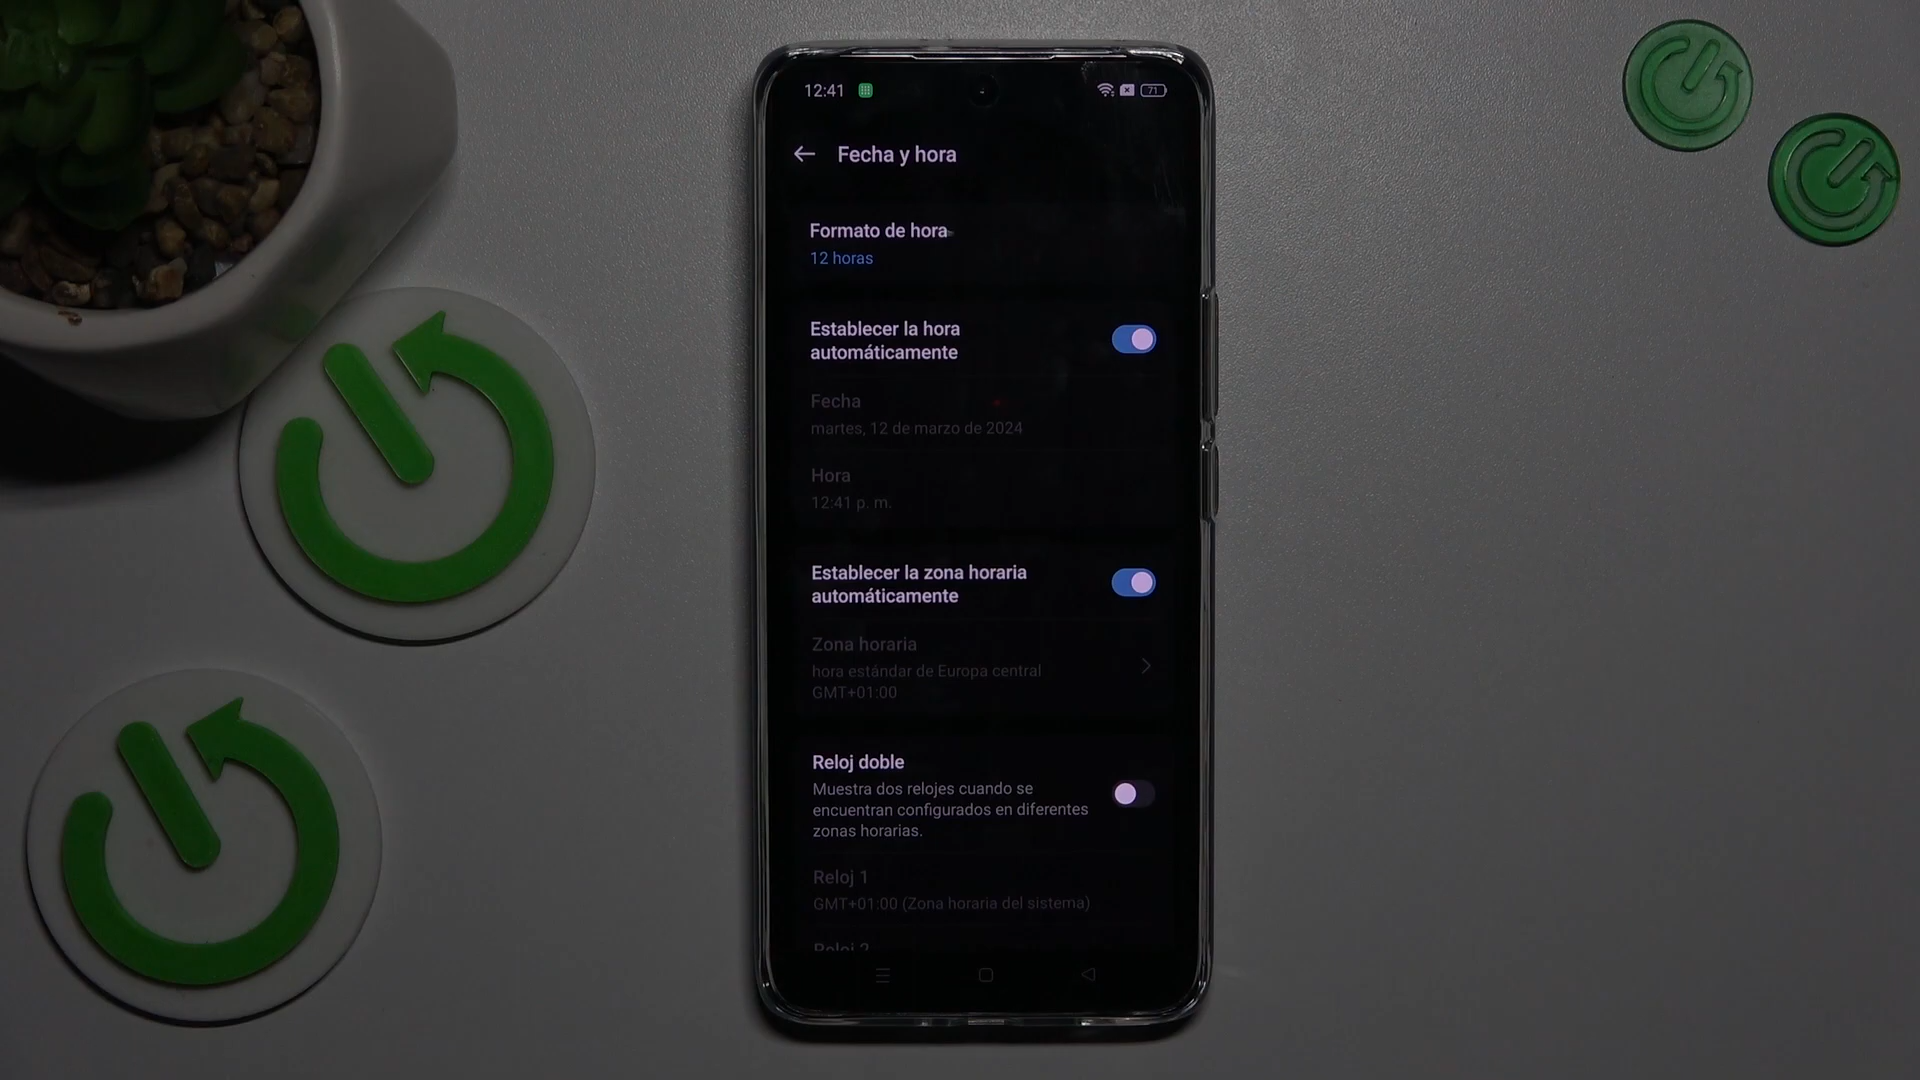 12:41
71
Fecha y hora
Formato de hora
12 horas
Establecer la hora
automáticamente
Fecha
martes, 12 de marzo de 2024
Hora
12:41 p. m.
Establecer la zona horaria
automáticamente
Zona horaria
hora estándar de Europa central
GMT+01:00
Reloj doble
Muestra dos relojes cuando se
encuentran configurados en diferentes
zonas horarias.
Reloj 1
GMT+01:00 (Zona horaria del sistema)
Reloj 2